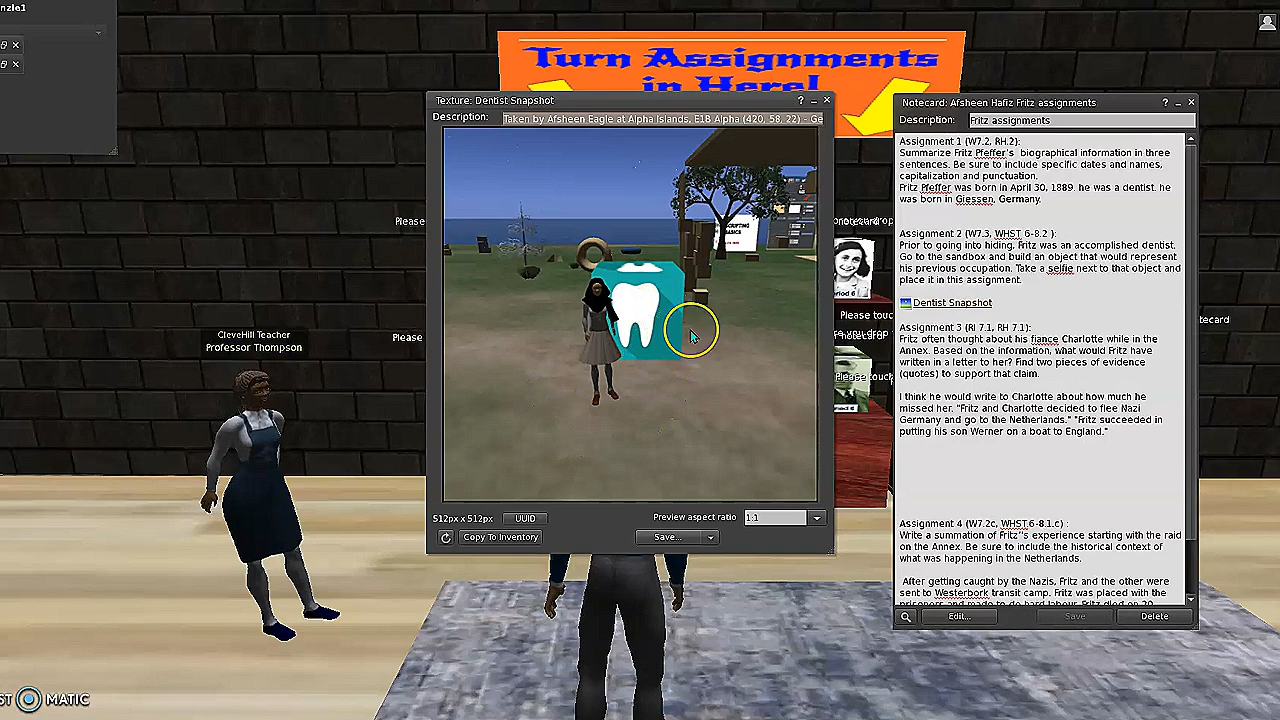 nzle1
Turn Assignments
in Here!
Texture: Dentist Snapshot
Description:
Taken by Afsheen Eagle at Alpha Islands, E1B Alpha (420, 58, 22) - Ge
512px x 512px
UUID
Preview aspect ratio
1:1
Copy To Inventory
Save...
Please
Please
CleveHill Teacher
Professor Thompson
Please touc
Please touch
tecard
Notecard: Afsheen Hafiz Fritz assignments
Description:
Fritz assignments
Assignment 1 (W7.2, RH.2):
Summarize Fritz Pfeffer's biographical information in three
sentences. Be sure to include specific dates and names,
capitalization and punctuation.
Fritz Pfeffer was born in April 30, 1889. he was a dentist. he
was born in Giessen, Germany.
Assignment 2 (W7.3, WHST 6-8.2 ):
Prior to going into hiding, Fritz was an accomplished dentist.
Go to the sandbox and build an object that would represent
his previous occupation. Take a selfie next to that object and
place it in this assignment.
Dentist Snapshot
Assignment 3 (RI 7.1, RH 7.1):
Fritz often thought about his fiance Charlotte while in the
Annex. Based on the information, what would Fritz have
written in a letter to her? Find two pieces of evidence
(quotes) to support that claim.
I think he would write to Charlotte about how much he
missed her. "Fritz and Charlotte decided to flee Nazi
Germany and go to the Netherlands." "Fritz succeeded in
putting his son Werner on a boat to England."
Assignment 4 (W7.2c, WHST6-8.1.c) :
Write a summation of Fritz''s experience starting with the raid
on the Annex. Be sure to include the historical context of
what was happening in the Netherlands.
After getting caught by the Nazis, Fritz and the other were
sent to Westerbork transit camp. Fritz was placed with the
Edit...
Save
Delete
ST MATIC